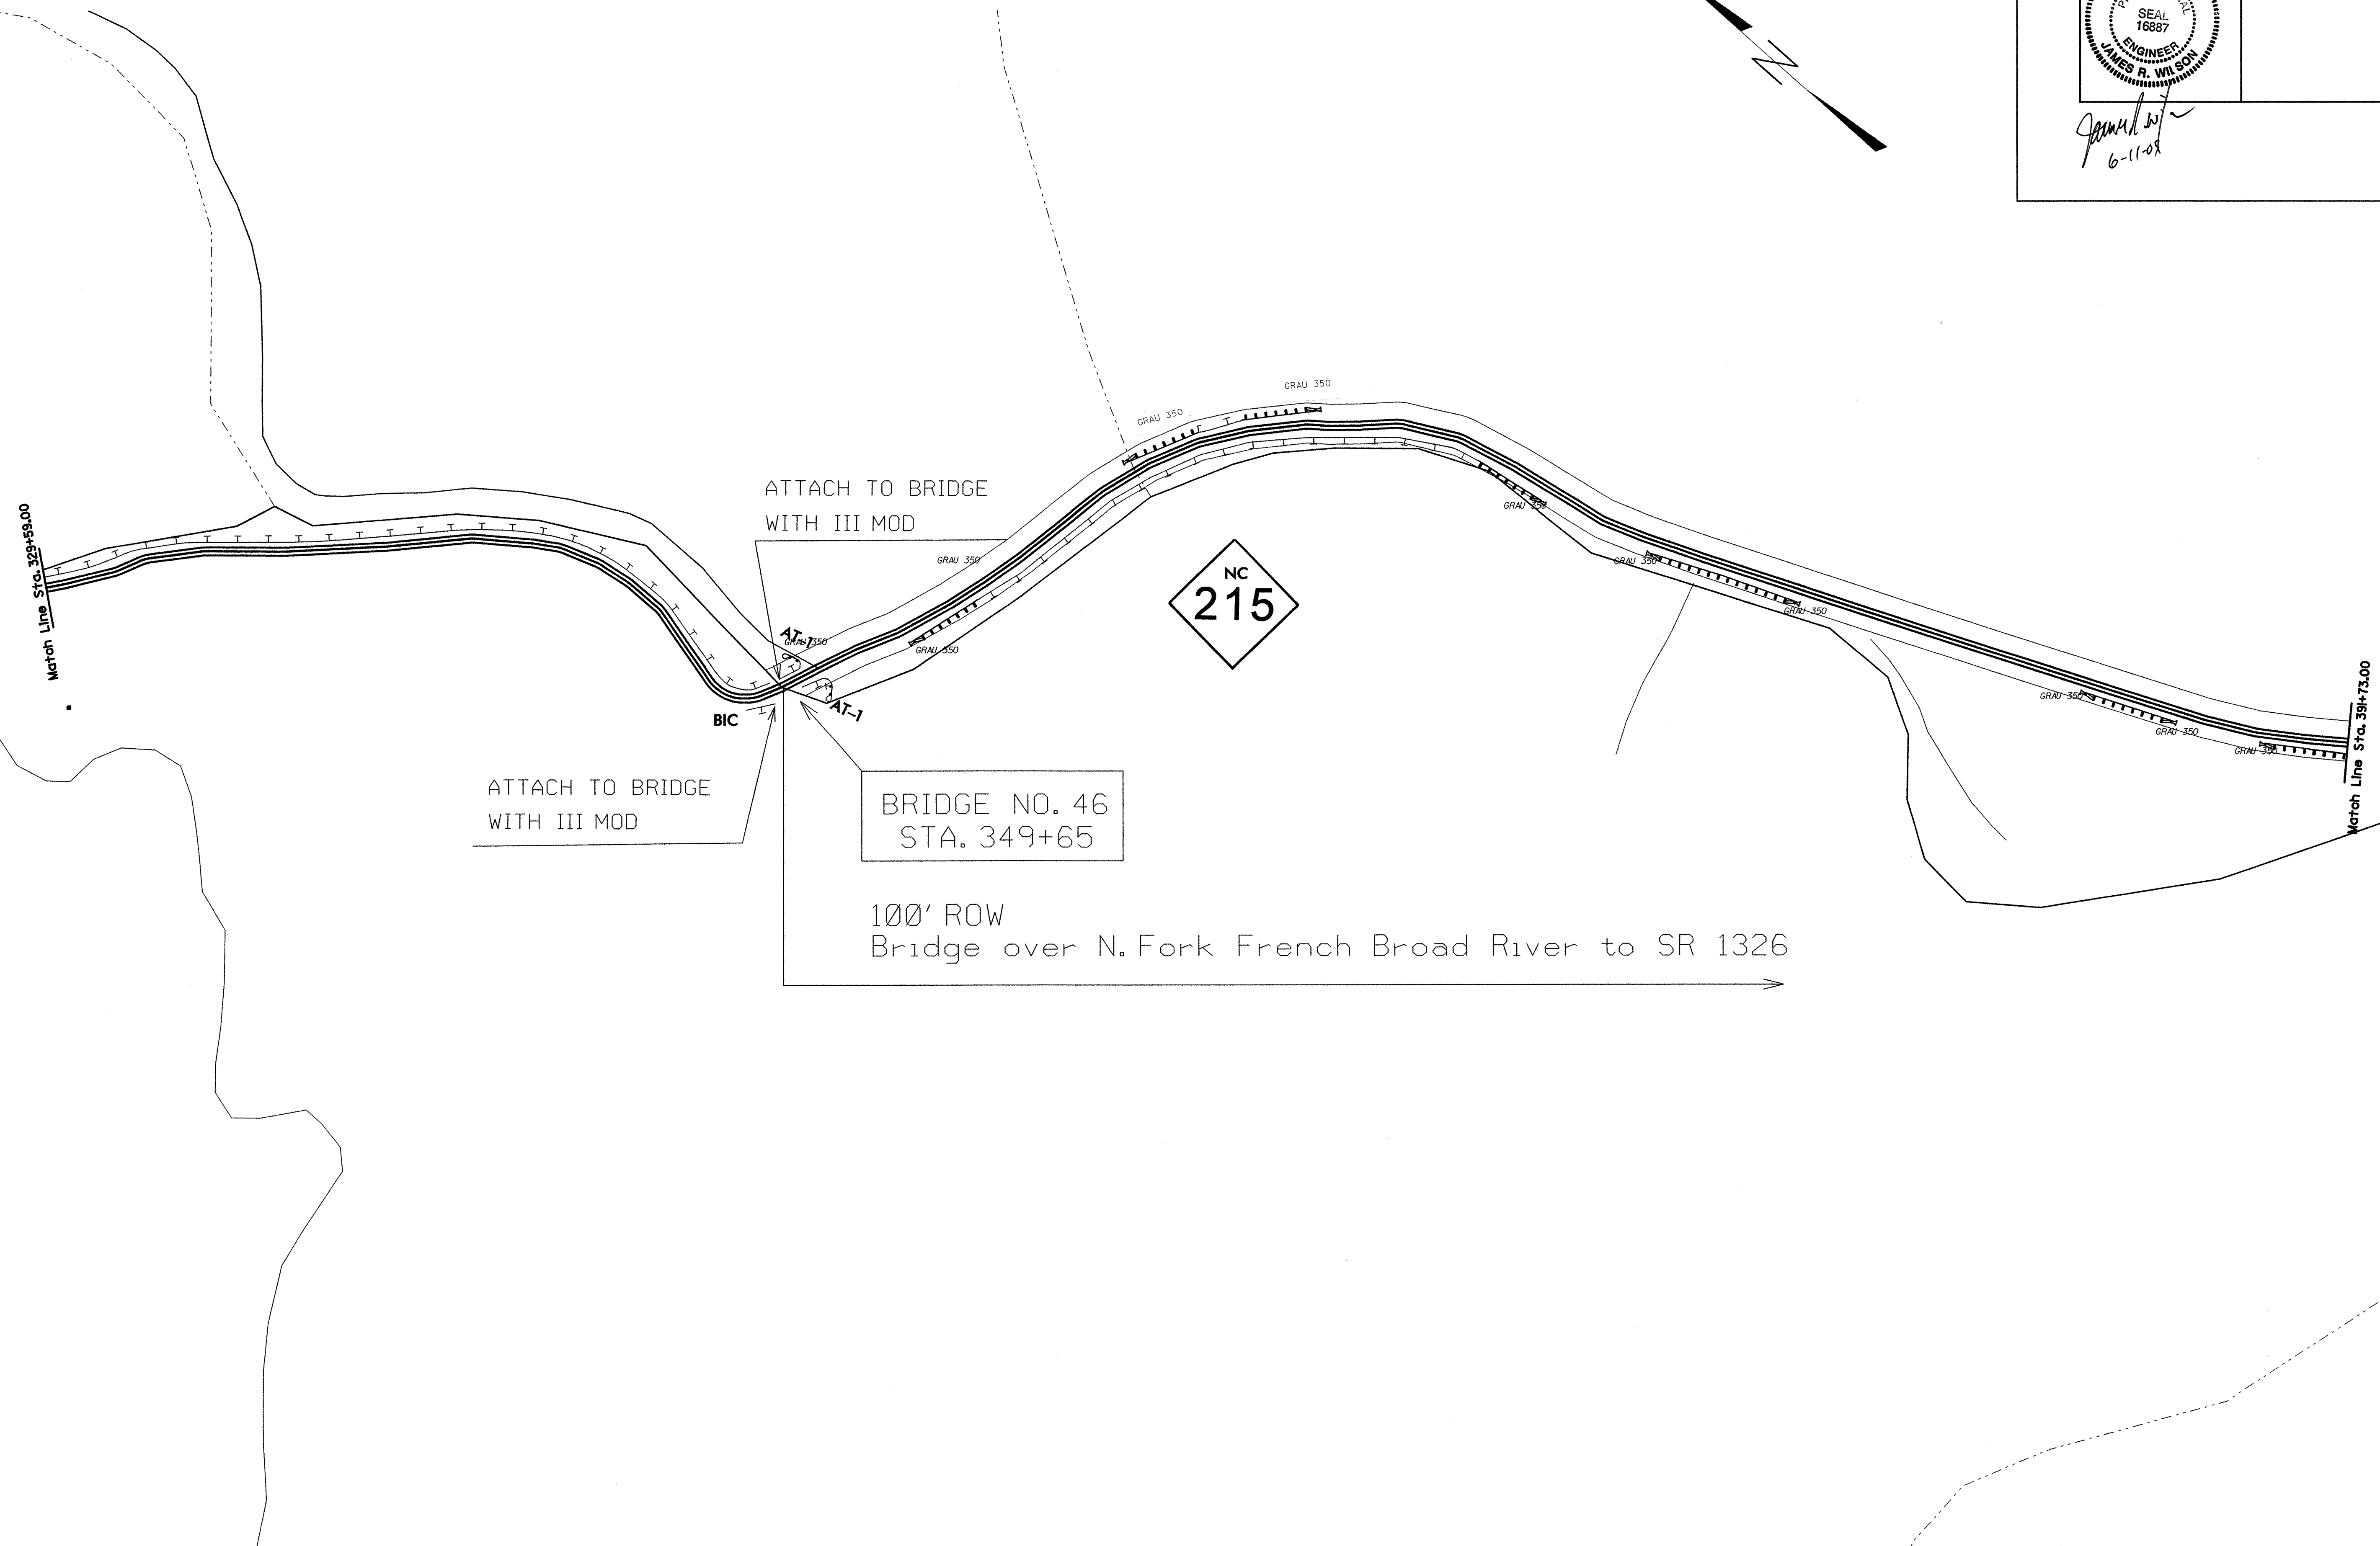 SEAL
16887
ENGINEER
JAMES R. WILSON
6-11-08
N
GRAU 350
GRAU 350
ATTACH TO BRIDGE
WITH III MOD
GRAU 350
GRAU 350
GRAU 350
GRAU 350
GRAU 350
GRAU 350
GRAU 350
GRAU 350
GRAU 350
GRAU 350
NC
215
Match Line Sta. 329+59.00
Match Line Sta. 391+73.00
AT-1
AT-1
BIC
ATTACH TO BRIDGE
WITH III MOD
BRIDGE NO. 46
STA. 349+65
100' ROW
Bridge over N. Fork French Broad River to SR 1326